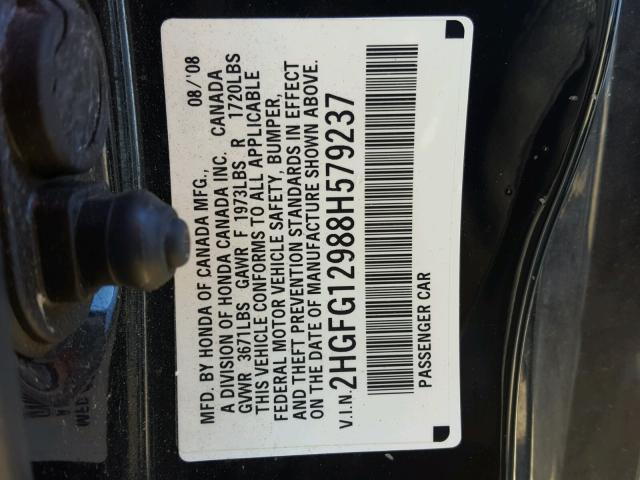 MFD. BY HONDA OF CANADA MFG., 08/'08
A DIVISION OF HONDA CANADA INC. CANADA
GVWR 3671LBS GAWR F 1973LBS R 1720LBS
THIS VEHICLE CONFORMS TO ALL APPLICABLE
FEDERAL MOTOR VEHICLE SAFETY, BUMPER,
AND THEFT PREVENTION STANDARDS IN EFFECT
ON THE DATE OF MANUFACTURE SHOWN ABOVE.
V.I.N. 2HGFG12988H579237
PASSENGER CAR